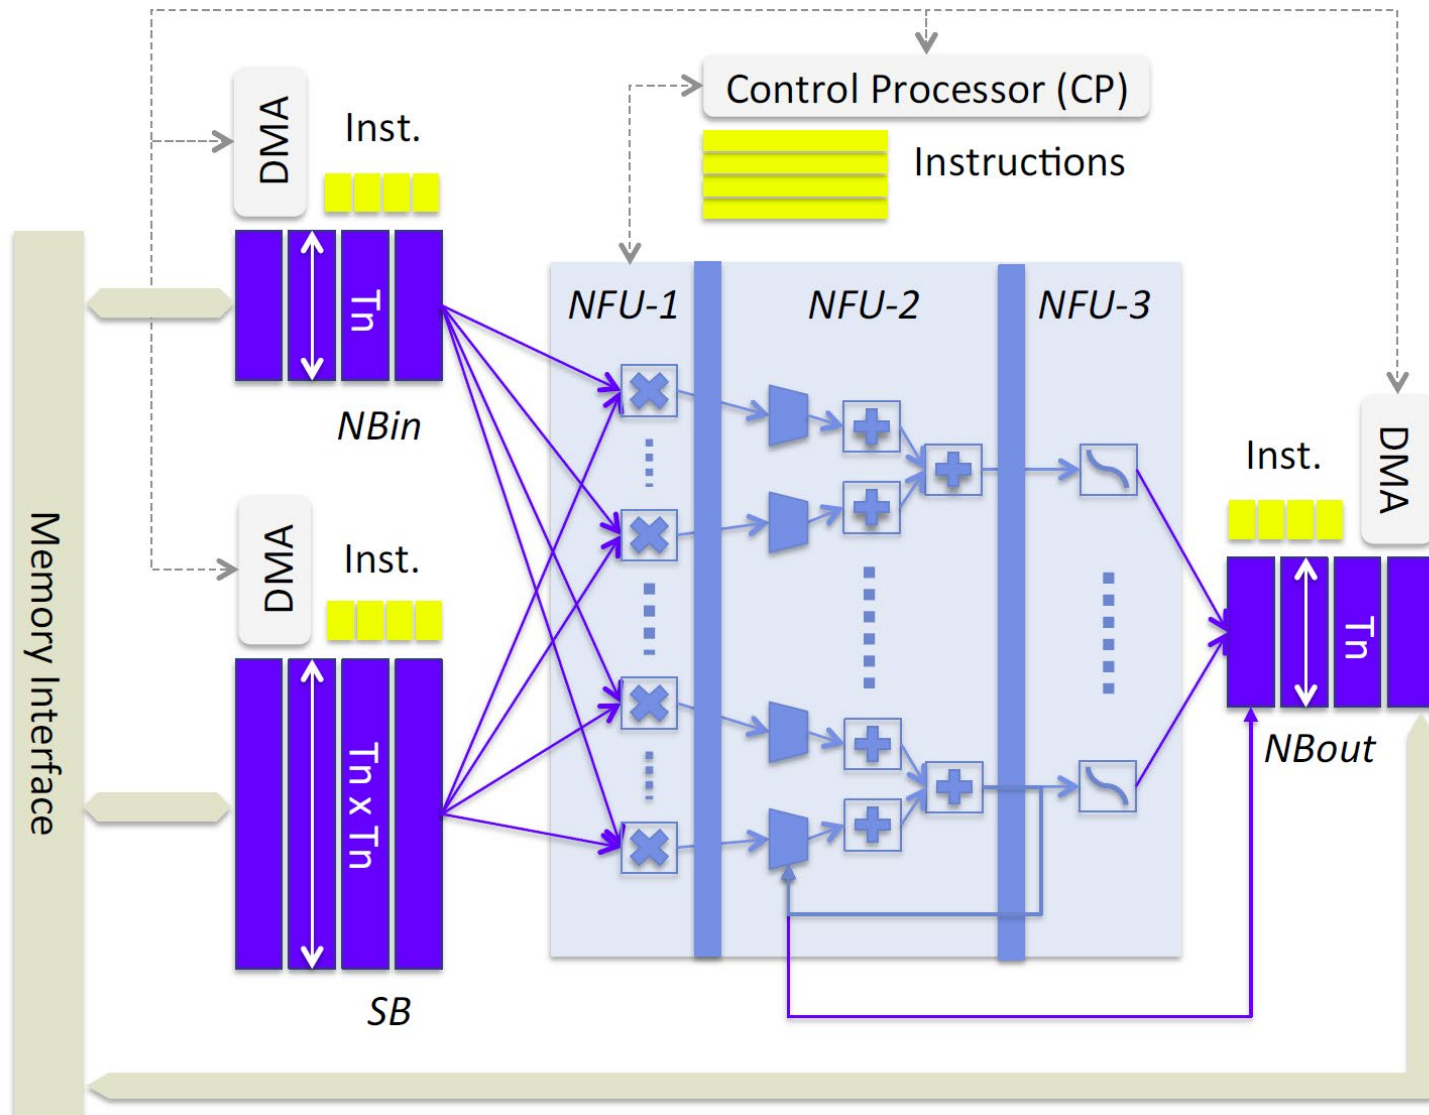 Control Processor (CP)
Instructions
DMA
Inst.
Tn
NBin
DMA
Inst.
Tn x Tn
SB
Memory Interface
NFU-1
NFU-2
NFU-3
Inst.
DMA
Tn
NBout